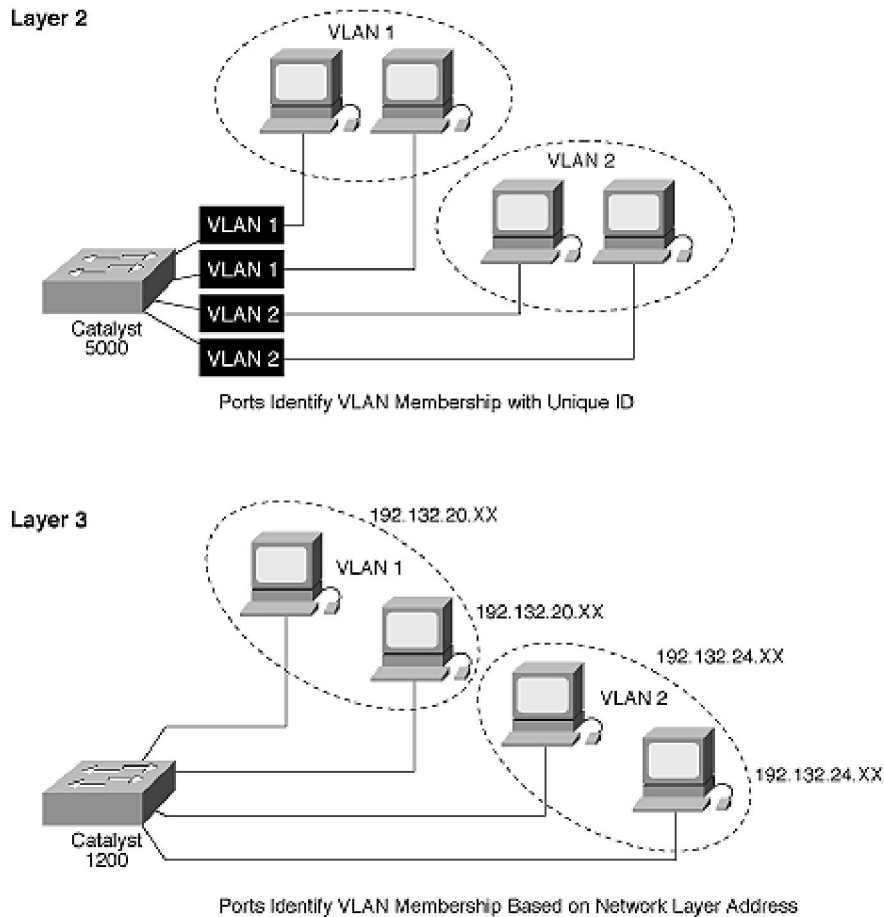 Layer 2
VLAN 1
VLAN 2
VLAN 1
VLAN 1
VLAN 2
VLAN 2
Catalyst
5000
Ports Identify VLAN Membership with Unique ID
Layer 3
192.132.20.XX
VLAN 1
192.132.20.XX
192.132.24.XX
VLAN 2
192.132.24.XX
Catalyst
1200
Ports Identify VLAN Membership Based on Network Layer Address